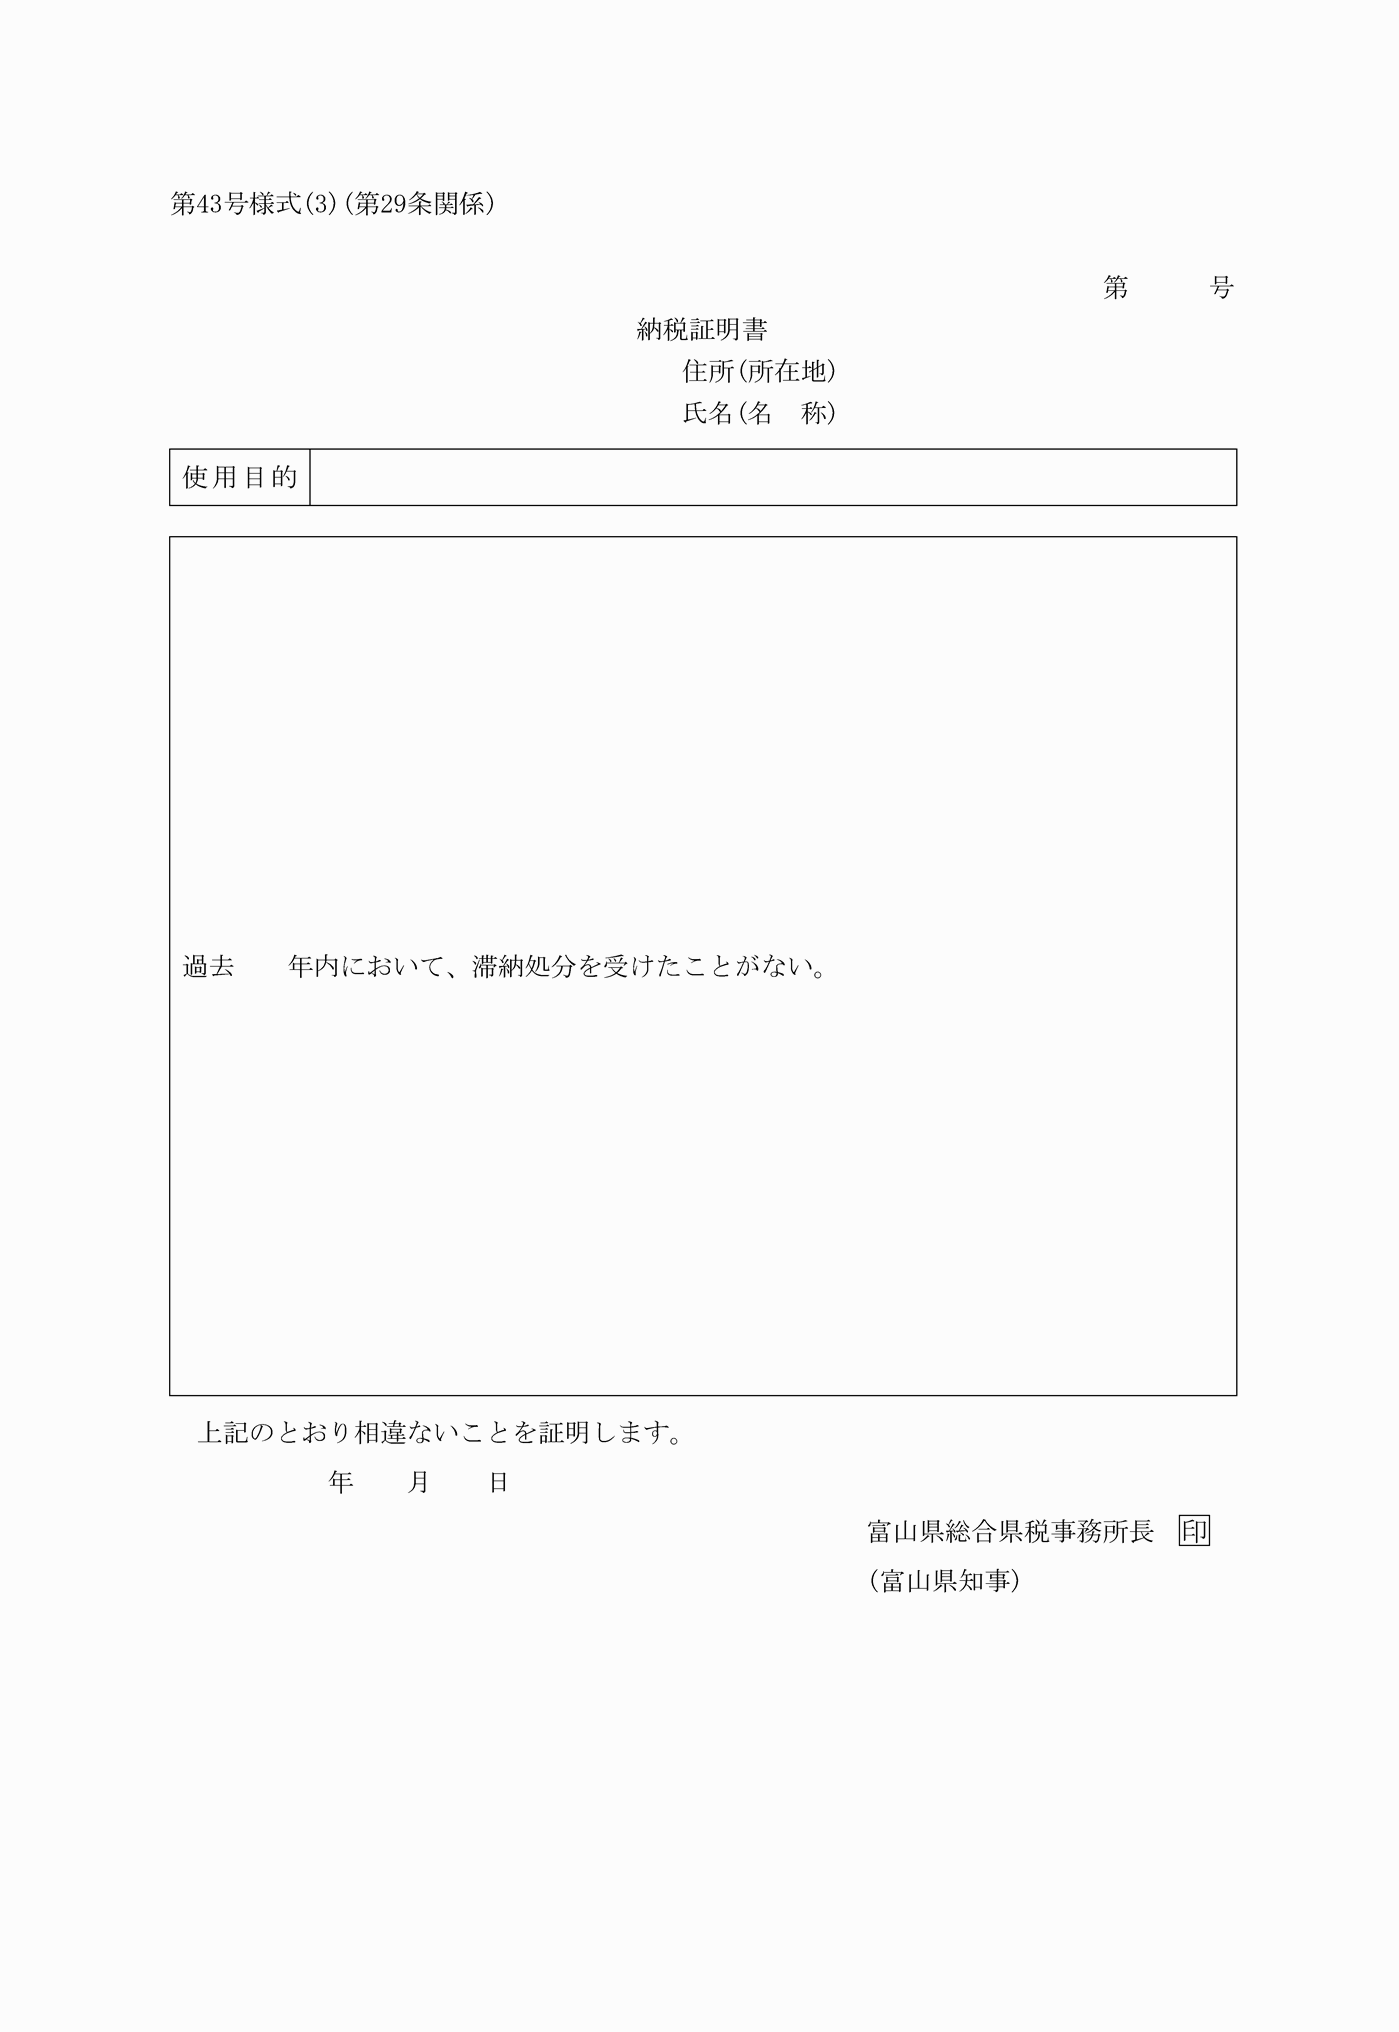 第43号様式(3)(第29条関係)
第　　　号
納税証明書
住所(所在地)
氏名(名　称)
使用目的
過去　　年内において、滞納処分を受けたことがない。
上記のとおり相違ないことを証明します。
年　　月　　日
富山県総合県税事務所長　印
(富山県知事)